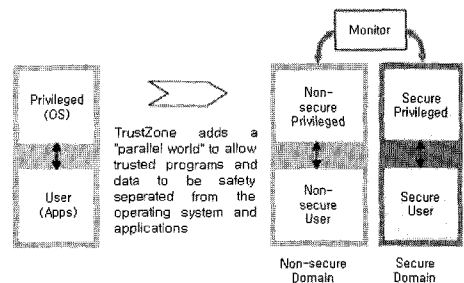 Monitor
Privileged
(OS)
User
(Apps)
TrustZone adds a
"parallel world" to allow
trusted programs and
data to be safety
separated from the
operating system and
applications
Non-
secure
Privileged
Non-
secure
User
Secure
Privileged
Secure
User
Non-secure
Domain
Secure
Domain